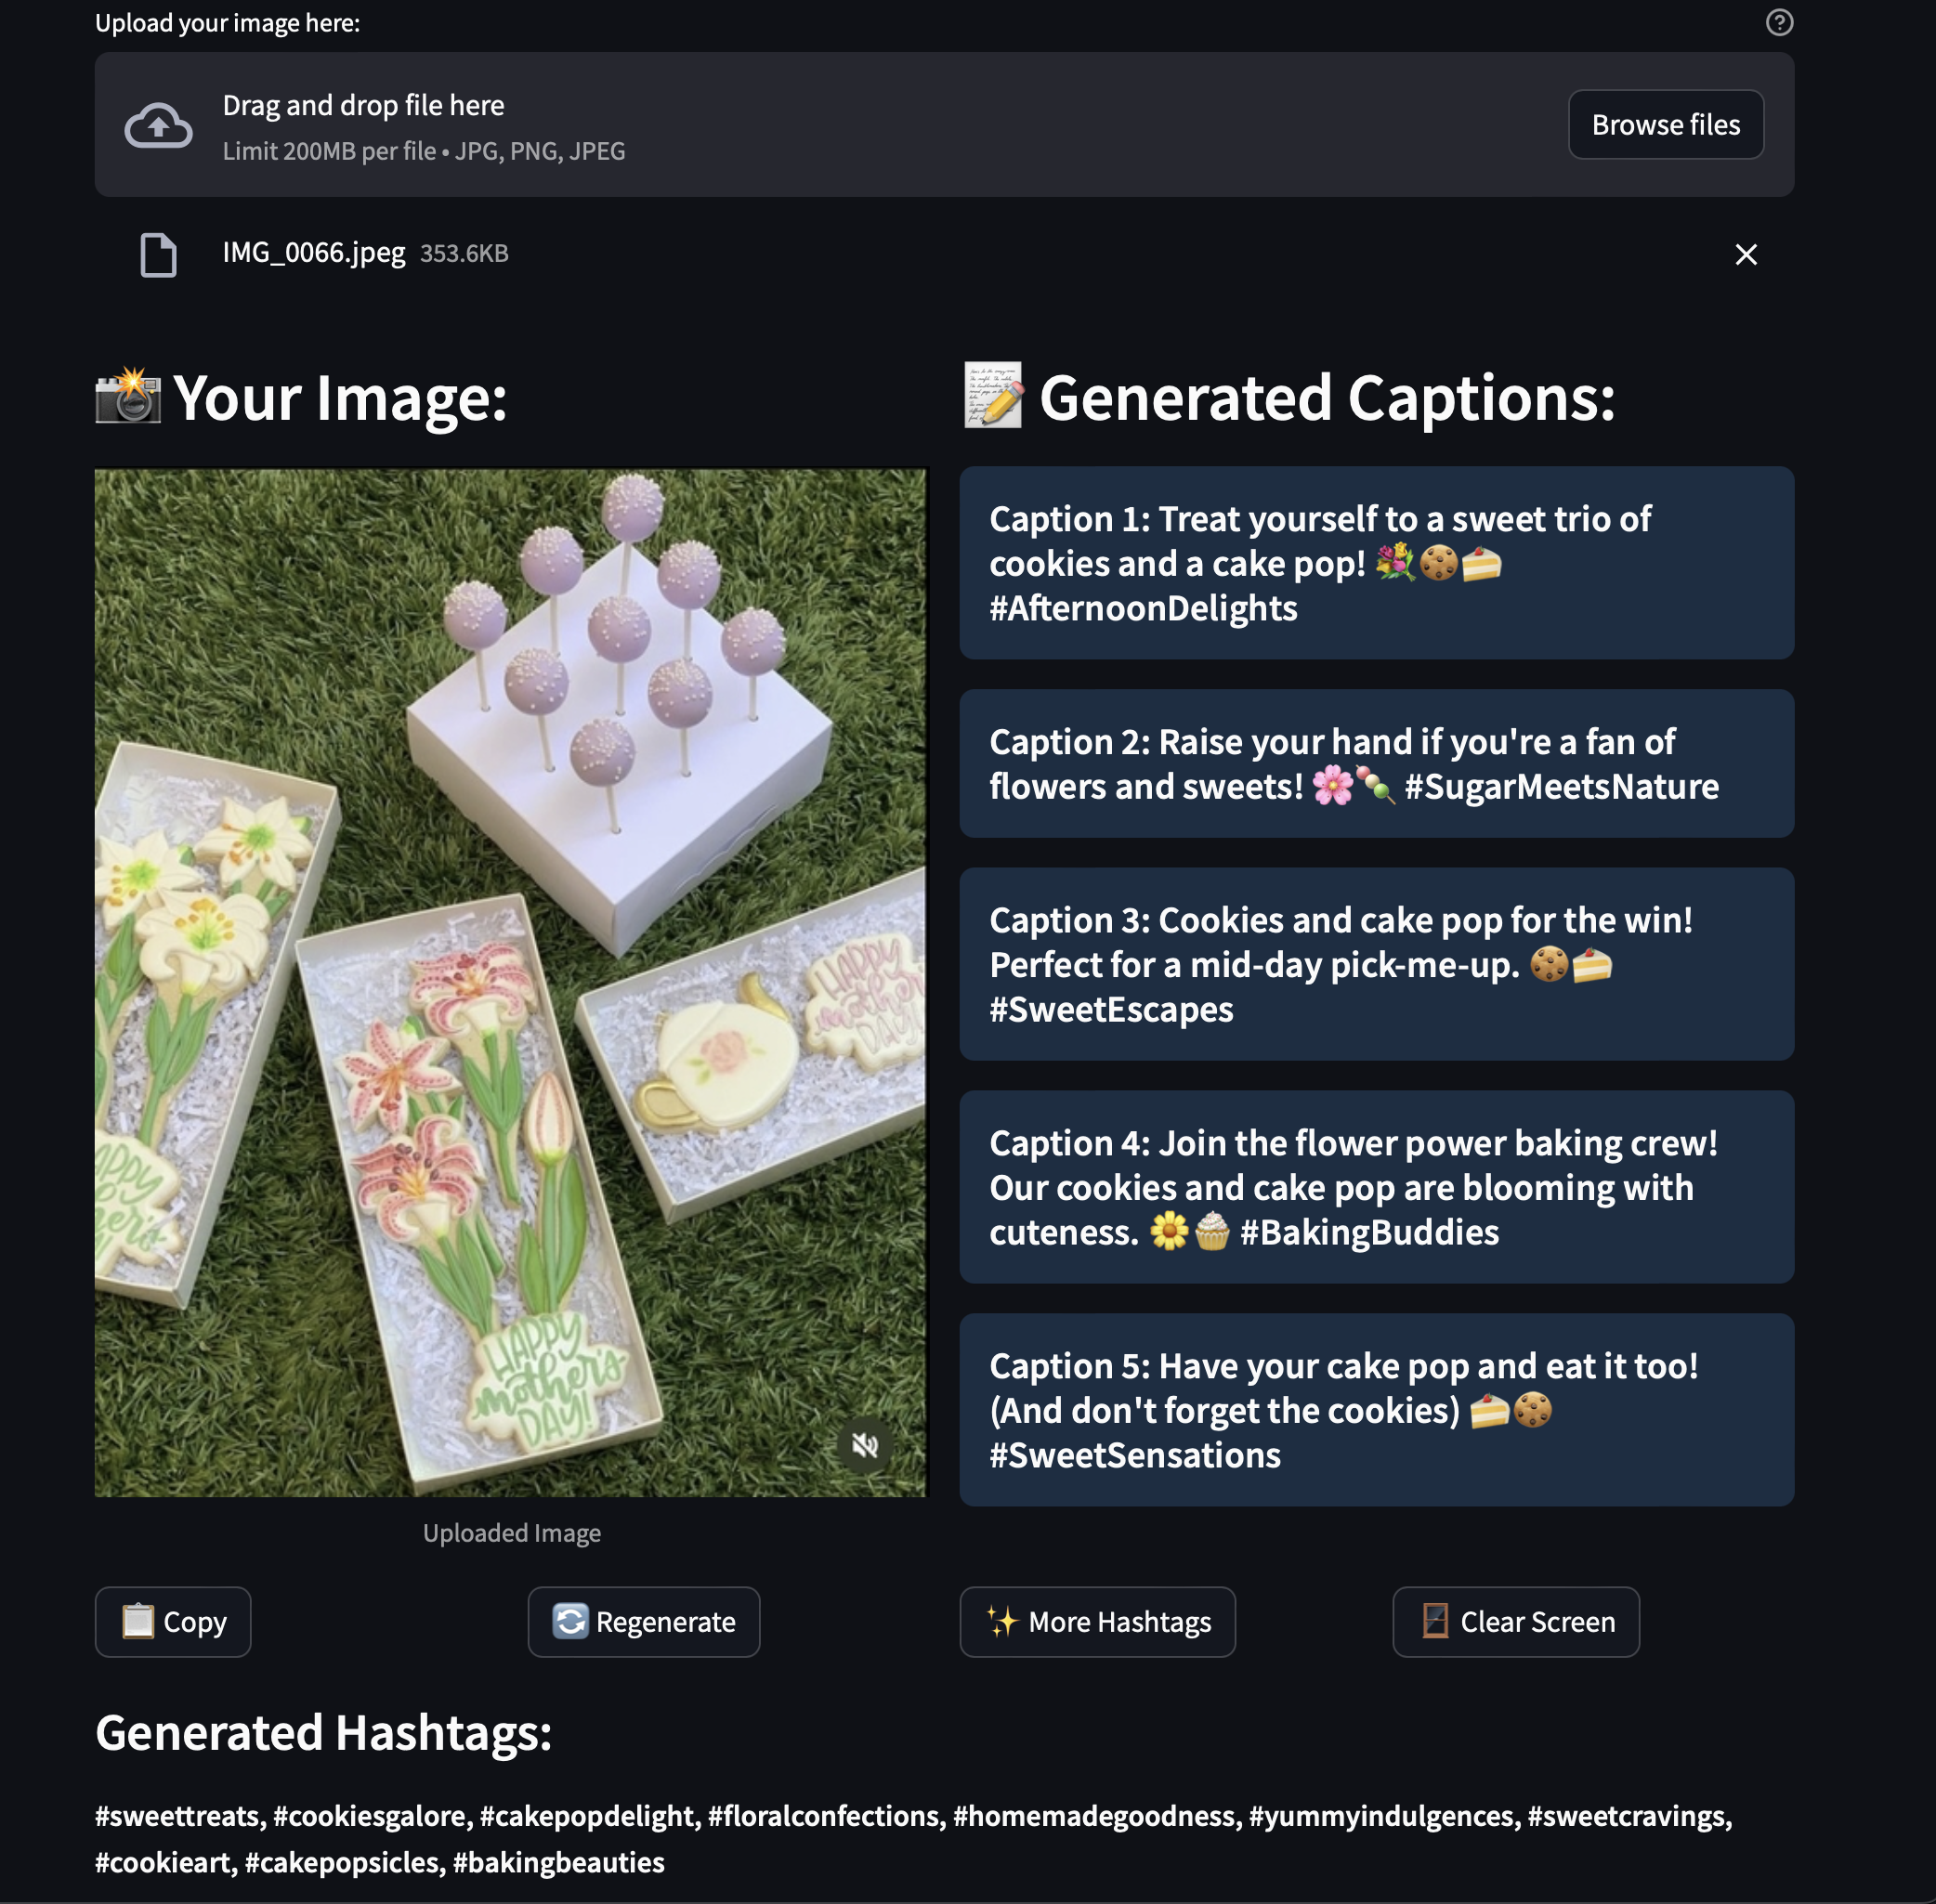 Upload your image here:
Drag and drop file here
Limit 200MB per file • JPG, PNG, JPEG
Browse files
IMG_0066.jpeg 353.6KB
📸 Your Image:
HAPPY
mother's
DAY!
HAPPY
DAY!
HAPPY
mother's
DAY!
Uploaded Image
📝 Generated Captions:
Caption 1: Treat yourself to a sweet trio of
cookies and a cake pop! 💐🍪🍰
#AfternoonDelights
Caption 2: Raise your hand if you're a fan of
flowers and sweets! 🌸🍡 #SugarMeetsNature
Caption 3: Cookies and cake pop for the win!
Perfect for a mid-day pick-me-up. 🍪🍰
#SweetEscapes
Caption 4: Join the flower power baking crew!
Our cookies and cake pop are blooming with
cuteness. 🌼🧁 #BakingBuddies
Caption 5: Have your cake pop and eat it too!
(And don't forget the cookies) 🍰🍪
#SweetSensations
📋 Copy
🔄 Regenerate
✨ More Hashtags
🚪 Clear Screen
Generated Hashtags:
#sweettreats, #cookiesgalore, #cakepopdelight, #floralconfections, #homemadegoodness, #yummyindulgences, #sweetcravings,
#cookieart, #cakepopsicles, #bakingbeauties